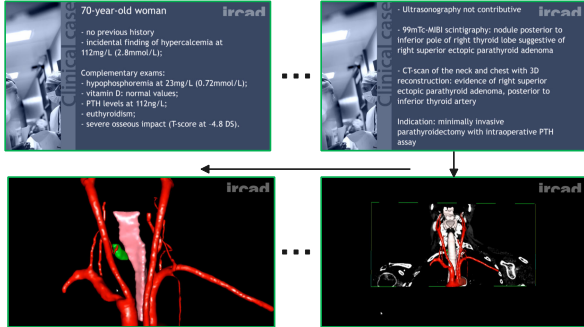 ircad
70-year-old woman
- no previous history
- incidental finding of hypercalcemia at
112mg/L (2.8mmol/L);
Complementary exams:
- hypophosphoremia at 23mg/L (0.72mmol/L);
- vitamin D: normal values;
- PTH levels at 112ng/L;
- euthyroidism;
- severe osseous impact (T-score at -4.8 DS).
Clinical case
ircad
- Ultrasonography not contributive
- 99mTc-MIBI scintigraphy: nodule posterior to
inferior pole of right thyroid lobe suggestive of
right superior ectopic parathyroid adenoma
- CT-scan of the neck and chest with 3D
reconstruction: evidence of right superior
ectopic parathyroid adenoma, posterior to
inferior thyroid artery
Indication: minimally invasive
parathyroidectomy with intraoperative PTH
assay
Clinical case
ircad
ircad